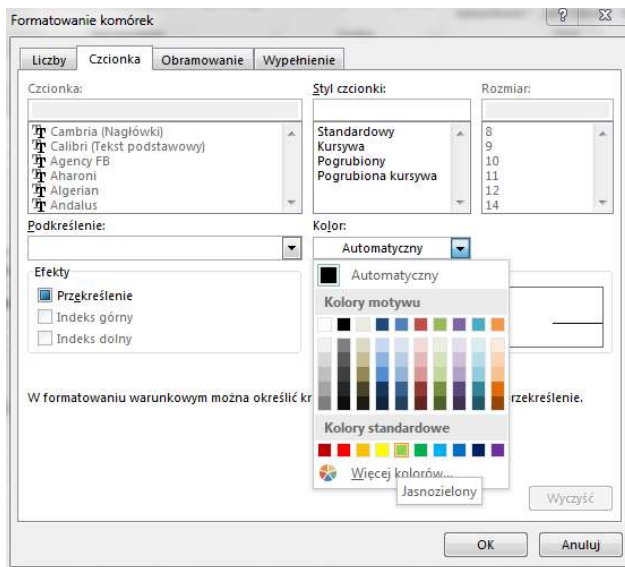 Formatowanie komórek
Liczby Czcionka Obramowanie Wypełnienie
Czcionka: Styl czcionki: Rozmiar:
Cambria (Nagłówki) Standardowy 8
Calibri (Tekst podstawowy) Kursywa 9
Agency FB Pogrubiony 10
Aharoni Pogrubiona kursywa 11
Algerian 12
Andalus 14
Podkreślenie: Kolor:
Automatyczny
Efekty Automatyczny
Przekreślenie Kolory motywu
Indeks górny
Indeks dolny
W formatowaniu warunkowym można określić kr rzekreślenie.
Kolory standardowe
Więcej kolorów...
Jasnozielony
Wyczyść
OK Anuluj